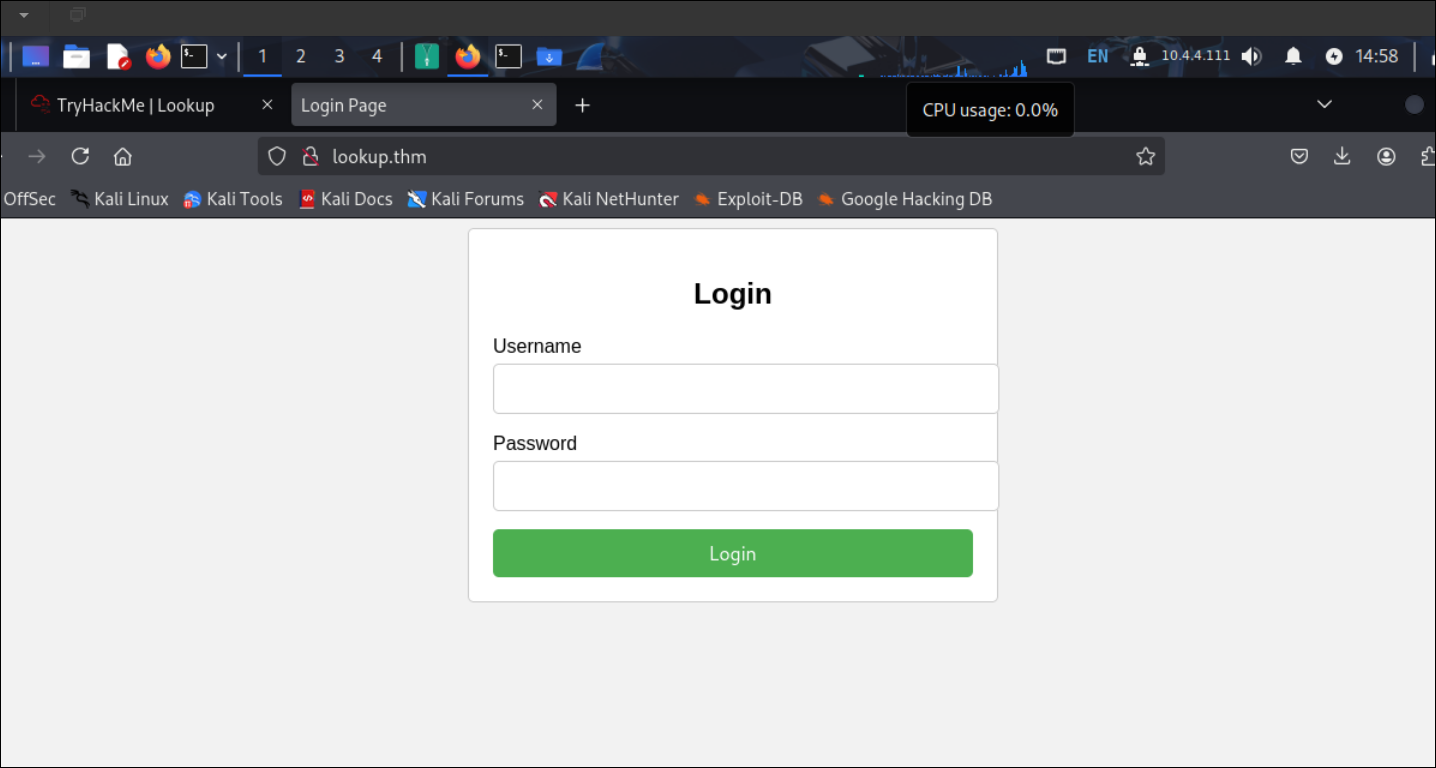 1 2 3 4 EN 10.4.4.111 14:58
TryHackMe | Lookup Login Page
CPU usage: 0.0%
lookup.thm
OffSec Kali Linux Kali Tools Kali Docs Kali Forums Kali NetHunter Exploit-DB Google Hacking DB
Login
Username
Password
Login